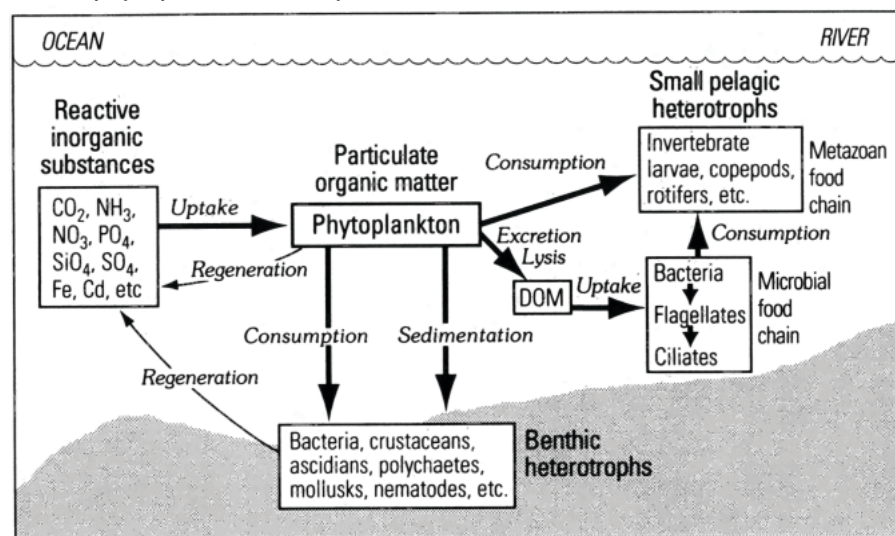 OCEAN
RIVER
Reactive
inorganic
substances
CO2, NH3,
NO3, PO4,
SiO4, SO4,
Fe, Cd, etc
Uptake
Regeneration
Regeneration
Particulate
organic matter
Phytoplankton
Consumption
Sedimentation
Consumption
Excretion
Lysis
DOM
Uptake
Small pelagic
heterotrophs
Invertebrate
larvae, copepods,
rotifers, etc.
Metazoan
food
chain
Consumption
Bacteria
Flagellates
Ciliates
Microbial
food
chain
Bacteria, crustaceans,
ascidians, polychaetes,
mollusks, nematodes, etc.
Benthic
heterotrophs